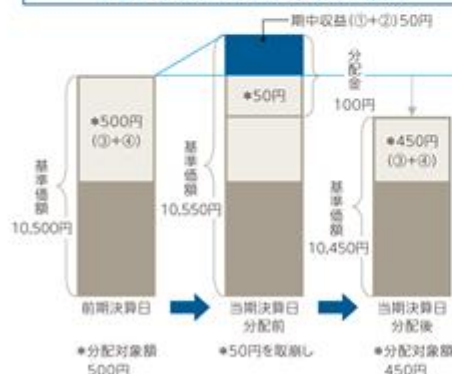 期中収益(①+②)50円
*50円
分配金
100円
*500円
(③+④)
*450円
(③+④)
基準価額
10,500円
基準価額
10,550円
基準価額
10,450円
前期決算日
当期決算日
分配前
当期決算日
分配後
*分配対象額
500円
*50円を取崩し
*分配対象額
450円